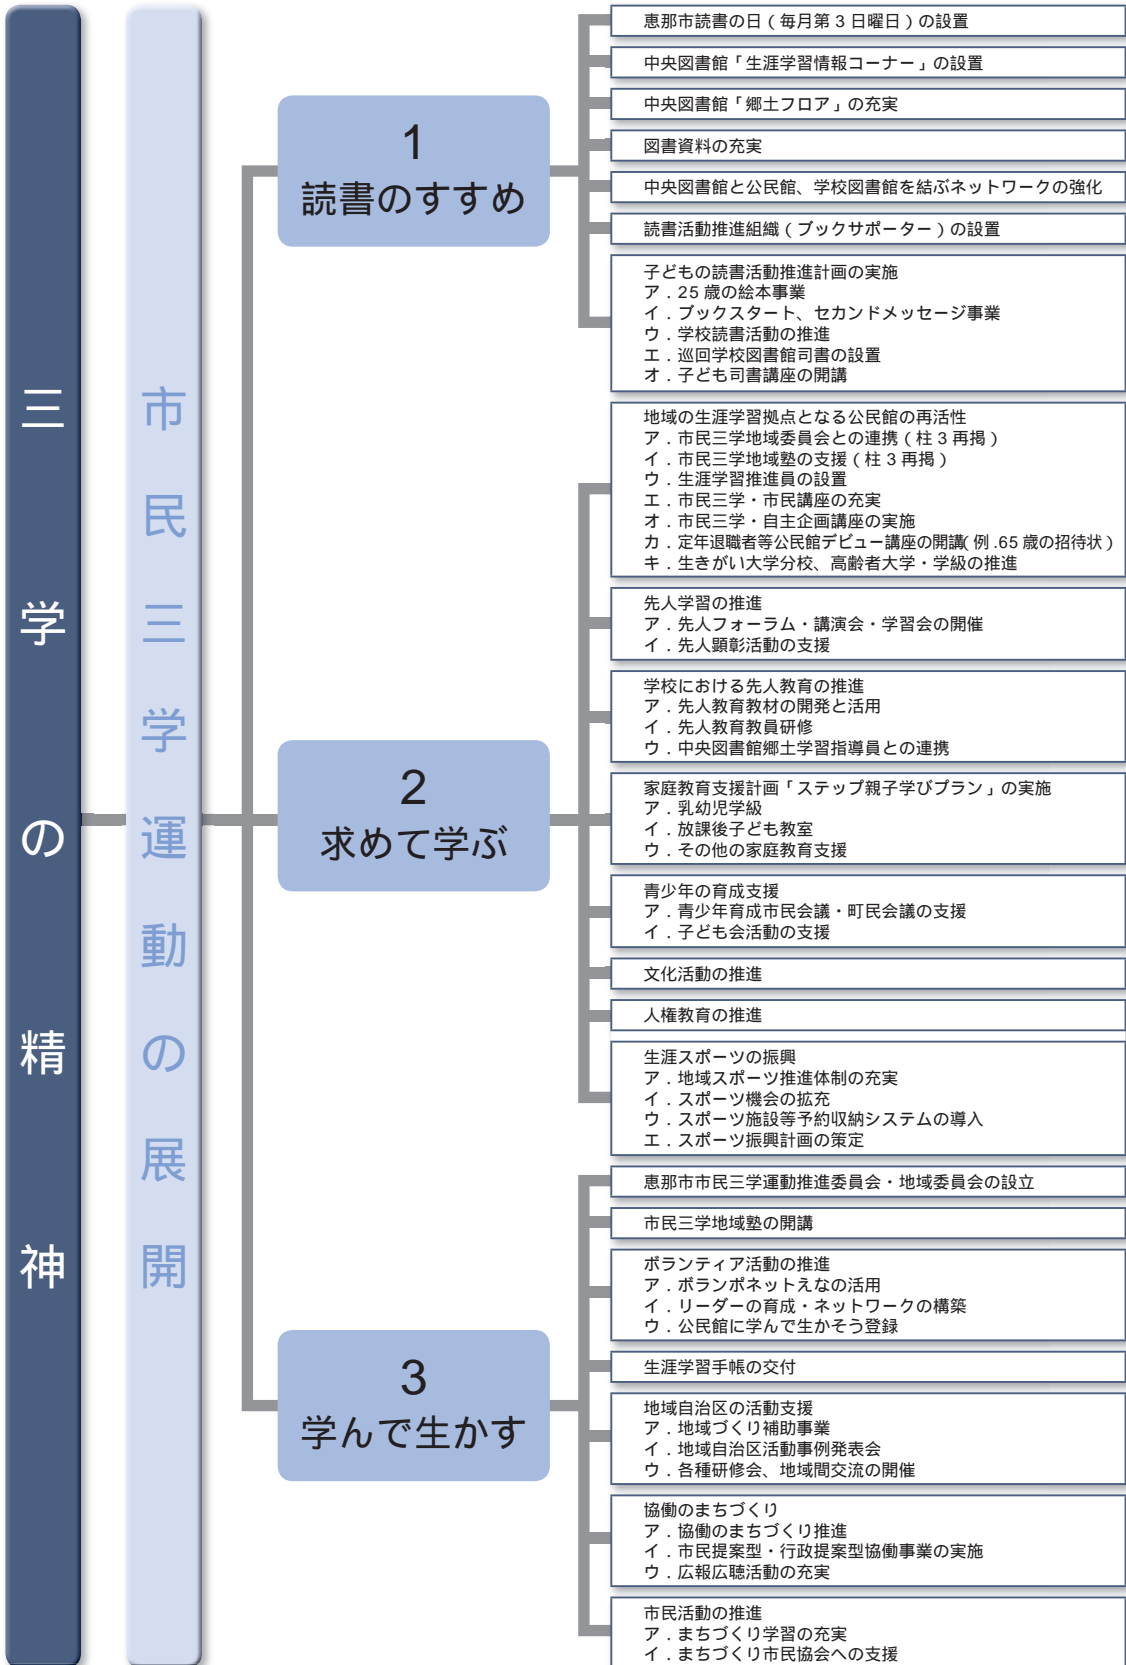 三学の精神
市民三学運動の展開
1
読書のすすめ
恵那市読書の日（毎月第3日曜日）の設置
中央図書館「生涯学習情報コーナー」の設置
中央図書館「郷土フロア」の充実
図書資料の充実
中央図書館と公民館、学校図書館を結ぶネットワークの強化
読書活動推進組織（ブックサポーター）の設置
子どもの読書活動推進計画の実施
ア．25歳の絵本事業
イ．ブックスタート、セカンドメッセージ事業
ウ．学校読書活動の推進
エ．巡回学校図書館司書の設置
オ．子ども司書講座の開講
2
求めて学ぶ
地域の生涯学習拠点となる公民館の再活性
ア．市民三学地域委員会との連携（柱3再掲）
イ．市民三学地域塾の支援（柱3再掲）
ウ．生涯学習推進員の設置
エ．市民三学・市民講座の充実
オ．市民三学・自主企画講座の実施
カ．定年退職者等公民館デビュー講座の開講（例.65歳の招待状）
キ．生きがい大学分校、高齢者大学・学級の推進
先人学習の推進
ア．先人フォーラム・講演会・学習会の開催
イ．先人顕彰活動の支援
学校における先人教育の推進
ア．先人教育教材の開発と活用
イ．先人教育教員研修
ウ．中央図書館郷土学習指導員との連携
家庭教育支援計画「ステップ親子学びプラン」の実施
ア．乳幼児学級
イ．放課後子ども教室
ウ．その他の家庭教育支援
青少年の育成支援
ア．青少年育成市民会議・町民会議の支援
イ．子ども会活動の支援
文化活動の推進
人権教育の推進
生涯スポーツの振興
ア．地域スポーツ推進体制の充実
イ．スポーツ機会の拡充
ウ．スポーツ施設等予約収納システムの導入
エ．スポーツ振興計画の策定
3
学んで生かす
恵那市市民三学運動推進委員会・地域委員会の設立
市民三学地域塾の開講
ボランティア活動の推進
ア．ボランポネットえなの活用
イ．リーダーの育成・ネットワークの構築
ウ．公民館に学んで生かそう登録
生涯学習手帳の交付
地域自治区の活動支援
ア．地域づくり補助事業
イ．地域自治区活動事例発表会
ウ．各種研修会、地域間交流の開催
協働のまちづくり
ア．協働のまちづくり推進
イ．市民提案型・行政提案型協働事業の実施
ウ．広報広聴活動の充実
市民活動の推進
ア．まちづくり学習の充実
イ．まちづくり市民協会への支援